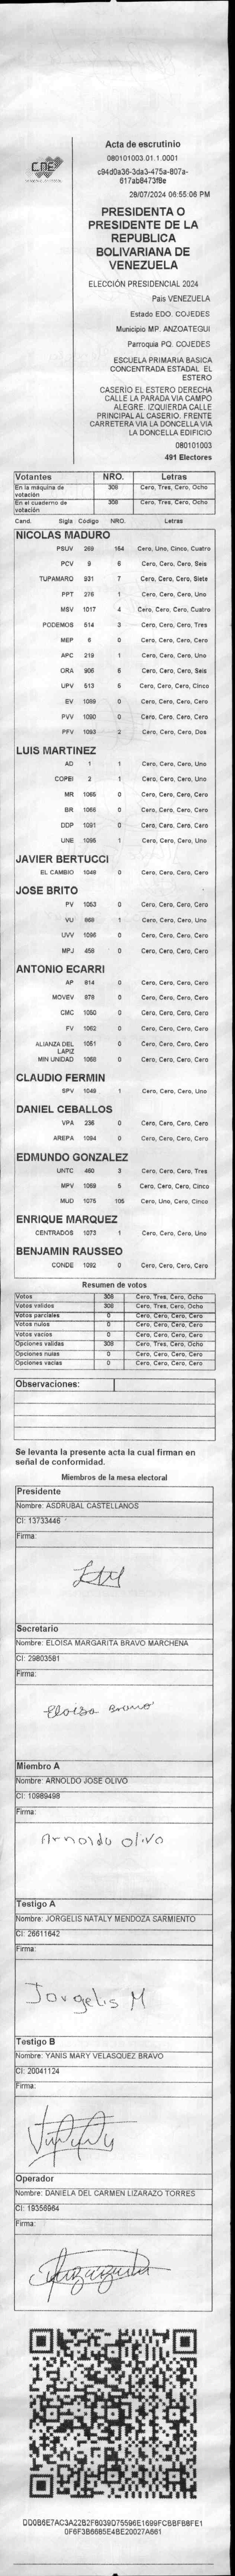 CNE
Acta de escrutinio
080101003.01.1.0001
c94d0a36-3da3-475a-807a-
617ab8473f8e
28/07/2024 06:55:06 PM
PRESIDENTA O
PRESIDENTE DE LA
REPUBLICA
BOLIVARIANA DE
VENEZUELA
ELECCIÓN PRESIDENCIAL 2024
Pais VENEZUELA
Estado EDO. COJEDES
Municipio MP. ANZOATEGUI
Parroquia PQ. COJEDES
ESCUELA PRIMARIA BASICA
CONCENTRADA ESTADAL EL
ESTERO
CASERÍO EL ESTERO DERECHA
CALLE LA PARADA VIA CAMPO
ALEGRE. IZQUIERDA CALLE
PRINCIPAL AL CASERIO. FRENTE
CARRETERA VIA LA DONCELLA VIA
LA DONCELLA EDIFICIO
080101003
491 Electores
Votantes NRO. Letras
En la máquina de votación 308 Cero, Tres, Cero, Ocho
En el cuaderno de votación 308 Cero, Tres, Cero, Ocho
Cand. Sigla Código NRO. Letras
NICOLAS MADURO
PSUV 269 154 Cero, Uno, Cinco, Cuatro
PCV 9 6 Cero, Cero, Cero, Seis
TUPAMARO 931 7 Cero, Cero, Cero, Siete
PPT 276 1 Cero, Cero, Cero, Uno
MSV 1017 4 Cero, Cero, Cero, Cuatro
PODEMOS 514 3 Cero, Cero, Cero, Tres
MEP 6 0 Cero, Cero, Cero, Cero
APC 219 1 Cero, Cero, Cero, Uno
ORA 906 6 Cero, Cero, Cero, Seis
UPV 513 5 Cero, Cero, Cero, Cinco
EV 1089 0 Cero, Cero, Cero, Cero
PVV 1090 0 Cero, Cero, Cero, Cero
PFV 1093 2 Cero, Cero, Cero, Dos
LUIS MARTINEZ
AD 1 1 Cero, Cero, Cero, Uno
COPEI 2 1 Cero, Cero, Cero, Uno
MR 1065 0 Cero, Cero, Cero, Cero
BR 1066 0 Cero, Cero, Cero, Cero
DDP 1091 0 Cero, Cero, Cero, Cero
UNE 1095 1 Cero, Cero, Cero, Uno
JAVIER BERTUCCI
EL CAMBIO 1049 0 Cero, Cero, Cero, Cero
JOSE BRITO
PV 1053 0 Cero, Cero, Cero, Cero
VU 868 1 Cero, Cero, Cero, Uno
UVV 1096 0 Cero, Cero, Cero, Cero
MPJ 458 0 Cero, Cero, Cero, Cero
ANTONIO ECARRI
AP 814 0 Cero, Cero, Cero, Cero
MOVEV 978 0 Cero, Cero, Cero, Cero
CMC 1050 0 Cero, Cero, Cero, Cero
FV 1062 0 Cero, Cero, Cero, Cero
ALIANZA DEL LAPIZ 1051 0 Cero, Cero, Cero, Cero
MIN UNIDAD 1068 0 Cero, Cero, Cero, Cero
CLAUDIO FERMIN
SPV 1048 1 Cero, Cero, Cero, Uno
DANIEL CEBALLOS
VPA 236 0 Cero, Cero, Cero, Cero
AREPA 1094 0 Cero, Cero, Cero, Cero
EDMUNDO GONZALEZ
UNTC 460 3 Cero, Cero, Cero, Tres
MPV 1069 5 Cero, Cero, Cero, Cinco
MUD 1075 105 Cero, Uno, Cero, Cinco
ENRIQUE MARQUEZ
CENTRADOS 1073 1 Cero, Cero, Cero, Uno
BENJAMIN RAUSSEO
CONDE 1092 0 Cero, Cero, Cero, Cero
Resumen de votos
Votos 308 Cero, Tres, Cero, Ocho
Votos validos 308 Cero, Tres, Cero, Ocho
Votos parciales 0 Cero, Cero, Cero, Cero
Votos nulos 0 Cero, Cero, Cero, Cero
Votos vacios 0 Cero, Cero, Cero, Cero
Opciones validas 308 Cero, Tres, Cero, Ocho
Opciones nulas 0 Cero, Cero, Cero, Cero
Opciones vacias 0 Cero, Cero, Cero, Cero
Observaciones:
Se levanta la presente acta la cual firman en
señal de conformidad.
Miembros de la mesa electoral
Presidente
Nombre: ASDRUBAL CASTELLANOS
CI: 13733446
Firma:
Secretario
Nombre: ELOISA MARGARITA BRAVO MARCHENA
CI: 29803581
Firma:
Eloisa Bravo
Miembro A
Nombre: ARNOLDO JOSE OLIVO
CI: 10989498
Firma:
Arnoldo Olivo
Testigo A
Nombre: JORGELIS NATALY MENDOZA SARMIENTO
CI: 26611642
Firma:
Jorgelis M
Testigo B
Nombre: YANIS MARY VELASQUEZ BRAVO
CI: 20041124
Firma:
Operador
Nombre: DANIELA DEL CARMEN LIZARAZO TORRES
CI: 19356964
Firma:
DD0B6E7AC3A22B2F8039D75596E1699FCBBFB8FE1
0F6F3B6685E4BE20027A661